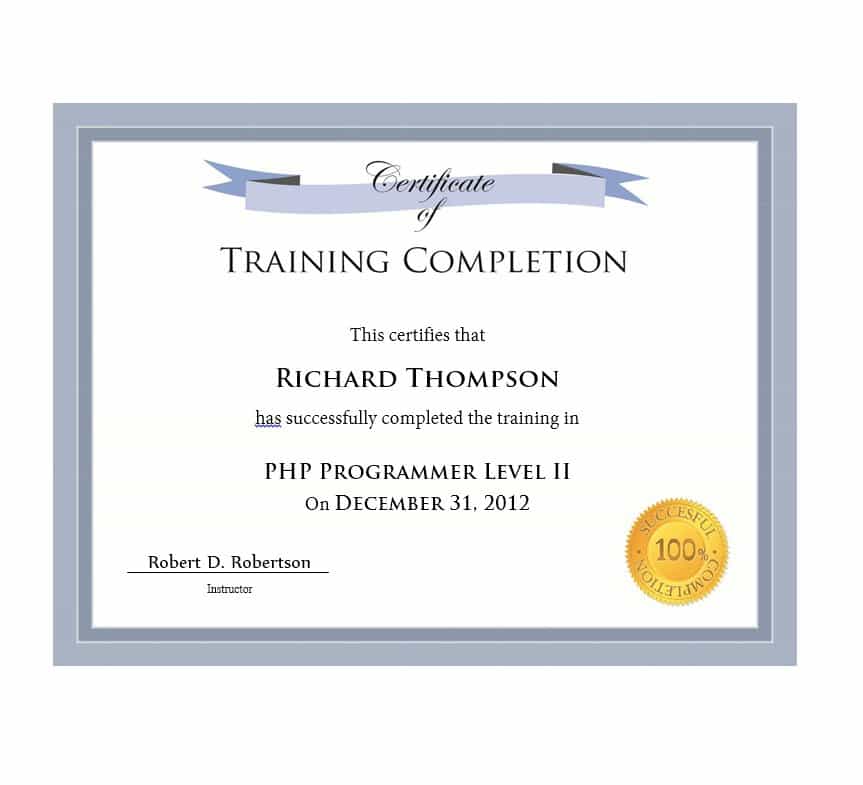 Certificate
of
TRAINING COMPLETION
This certifies that
RICHARD THOMPSON
has successfully completed the training in
PHP PROGRAMMER LEVEL II
On DECEMBER 31, 2012
Robert D. Robertson
Instructor
SUCCESFUL
100%
COMPLETION